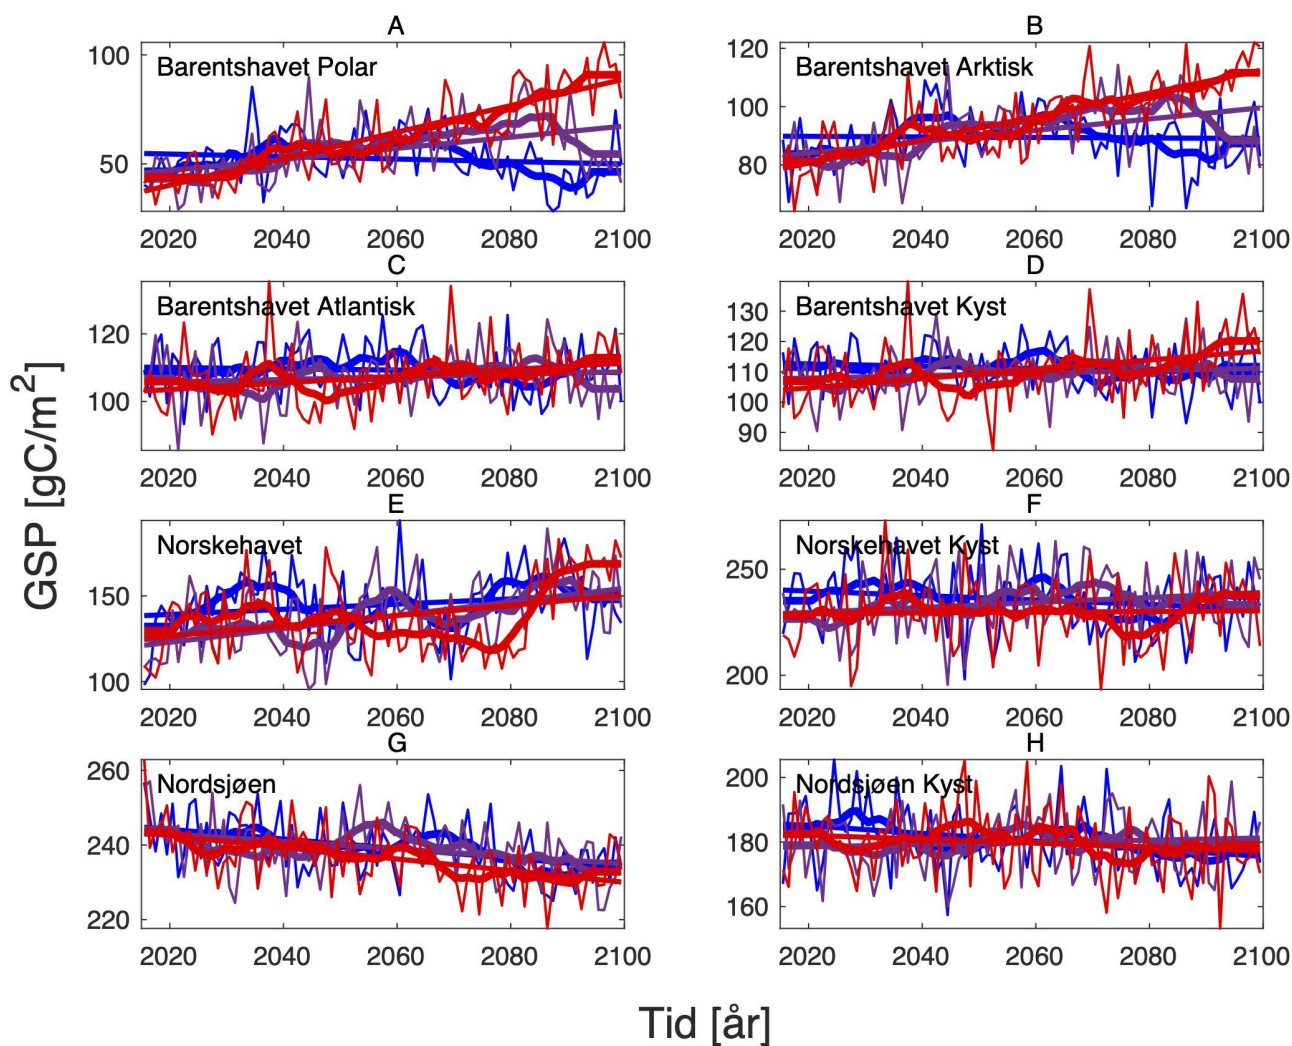 A
Barentshavet Polar
100
50
2020 2040 2060 2080 2100
B
Barentshavet Arktisk
120
100
80
2020 2040 2060 2080 2100
C
Barentshavet Atlantisk
120
100
2020 2040 2060 2080 2100
D
Barentshavet Kyst
130
120
110
100
90
2020 2040 2060 2080 2100
E
Norskehavet
150
100
2020 2040 2060 2080 2100
F
Norskehavet Kyst
250
200
2020 2040 2060 2080 2100
G
Nordsjøen
260
240
220
2020 2040 2060 2080 2100
H
Nordsjøen Kyst
200
180
160
2020 2040 2060 2080 2100
GSP [gC/m²]
Tid [år]